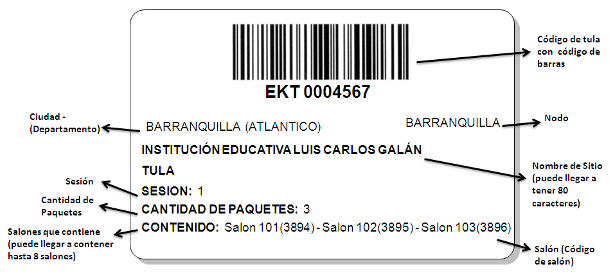 EKT 0004567
Código de tula
con código de
barras
Ciudad -
(Departamento)
BARRANQUILLA (ATLANTICO)
BARRANQUILLA
Nodo
INSTITUCIÓN EDUCATIVA LUIS CARLOS GALÁN
TULA
Nombre de Sitio
(puede llegar a
tener 80
caracteres)
Sesión
SESION: 1
Cantidad de
Paquetes
CANTIDAD DE PAQUETES: 3
Salones que contiene
(puede llegar a contener
hasta 8 salones)
CONTENIDO: Salon 101(3894) - Salon 102(3895) - Salon 103(3896)
Salón (Código
de salón)